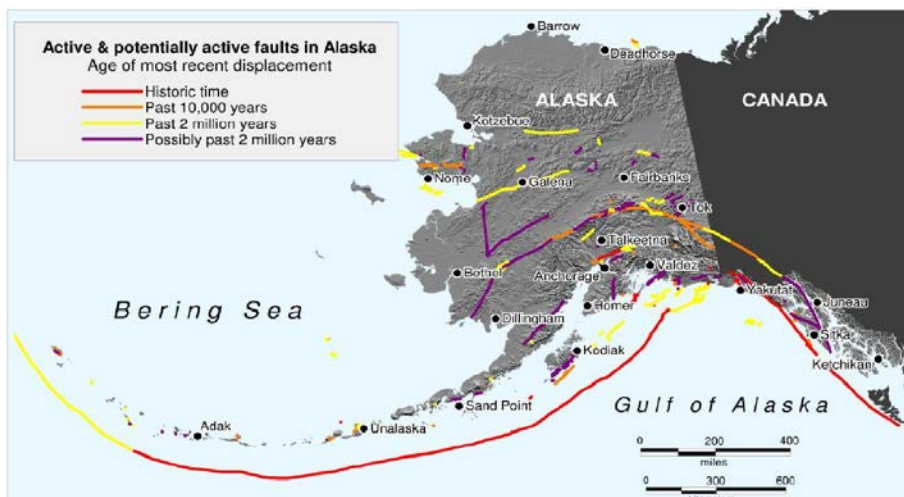 Active & potentially active faults in Alaska
Age of most recent displacement
Historic time
Past 10,000 years
Past 2 million years
Possibly past 2 million years
Barrow
Deadhorse
ALASKA
CANADA
Kotzebue
Nome
Galena
Fairbanks
Tok
Talkeetna
Bethel
Anchorage
Valdez
Yakutat
Juneau
Bering Sea
Homer
Dillingham
Sitka
Kodiak
Ketchikan
Sand Point
Gulf of Alaska
Adak
Unalaska
0 200 400
miles
0 300 600